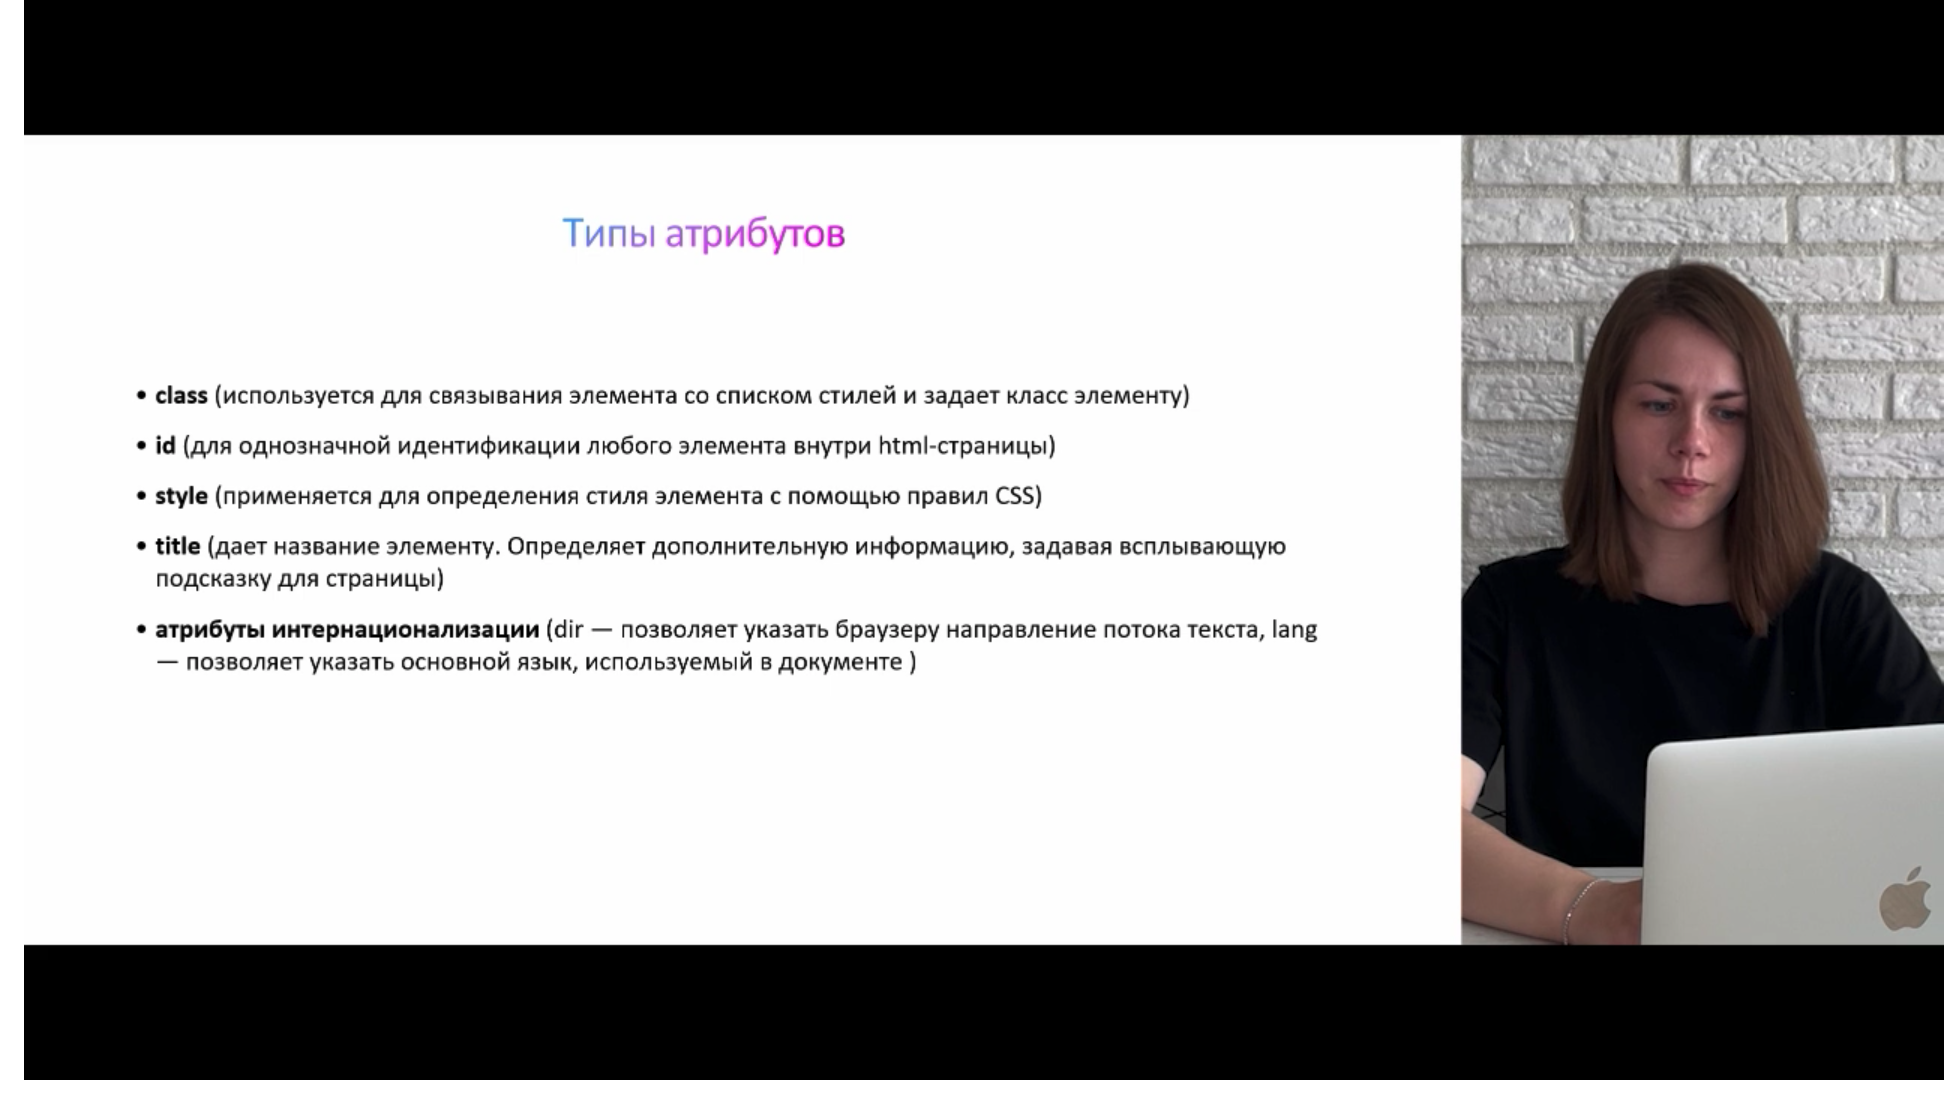 Типы атрибутов
• class (используется для связывания элемента со списком стилей и задает класс элементу)
• id (для однозначной идентификации любого элемента внутри html-страницы)
• style (применяется для определения стиля элемента с помощью правил CSS)
• title (дает название элементу. Определяет дополнительную информацию, задавая всплывающую
подсказку для страницы)
• атрибуты интернационализации (dir — позволяет указать браузеру направление потока текста, lang
— позволяет указать основной язык, используемый в документе )